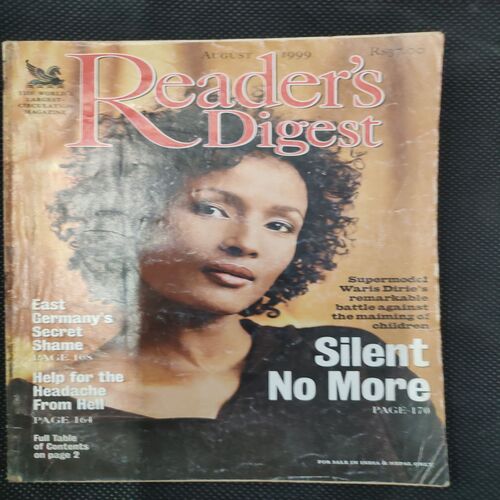 August 1999 Rs37.00
THE WORLD'S
LARGEST-
CIRCULATION
MAGAZINE
Reader's
Digest
Supermodel
Waris Dirie's
remarkable
battle against
the maiming of
children
Silent
No More
PAGE 170
East
Germany's
Secret
Shame
PAGE 108
Help for the
Headache
From Hell
PAGE 164
Full Table
of Contents
on page 2
FOR SALE IN INDIA & NEPAL ONLY